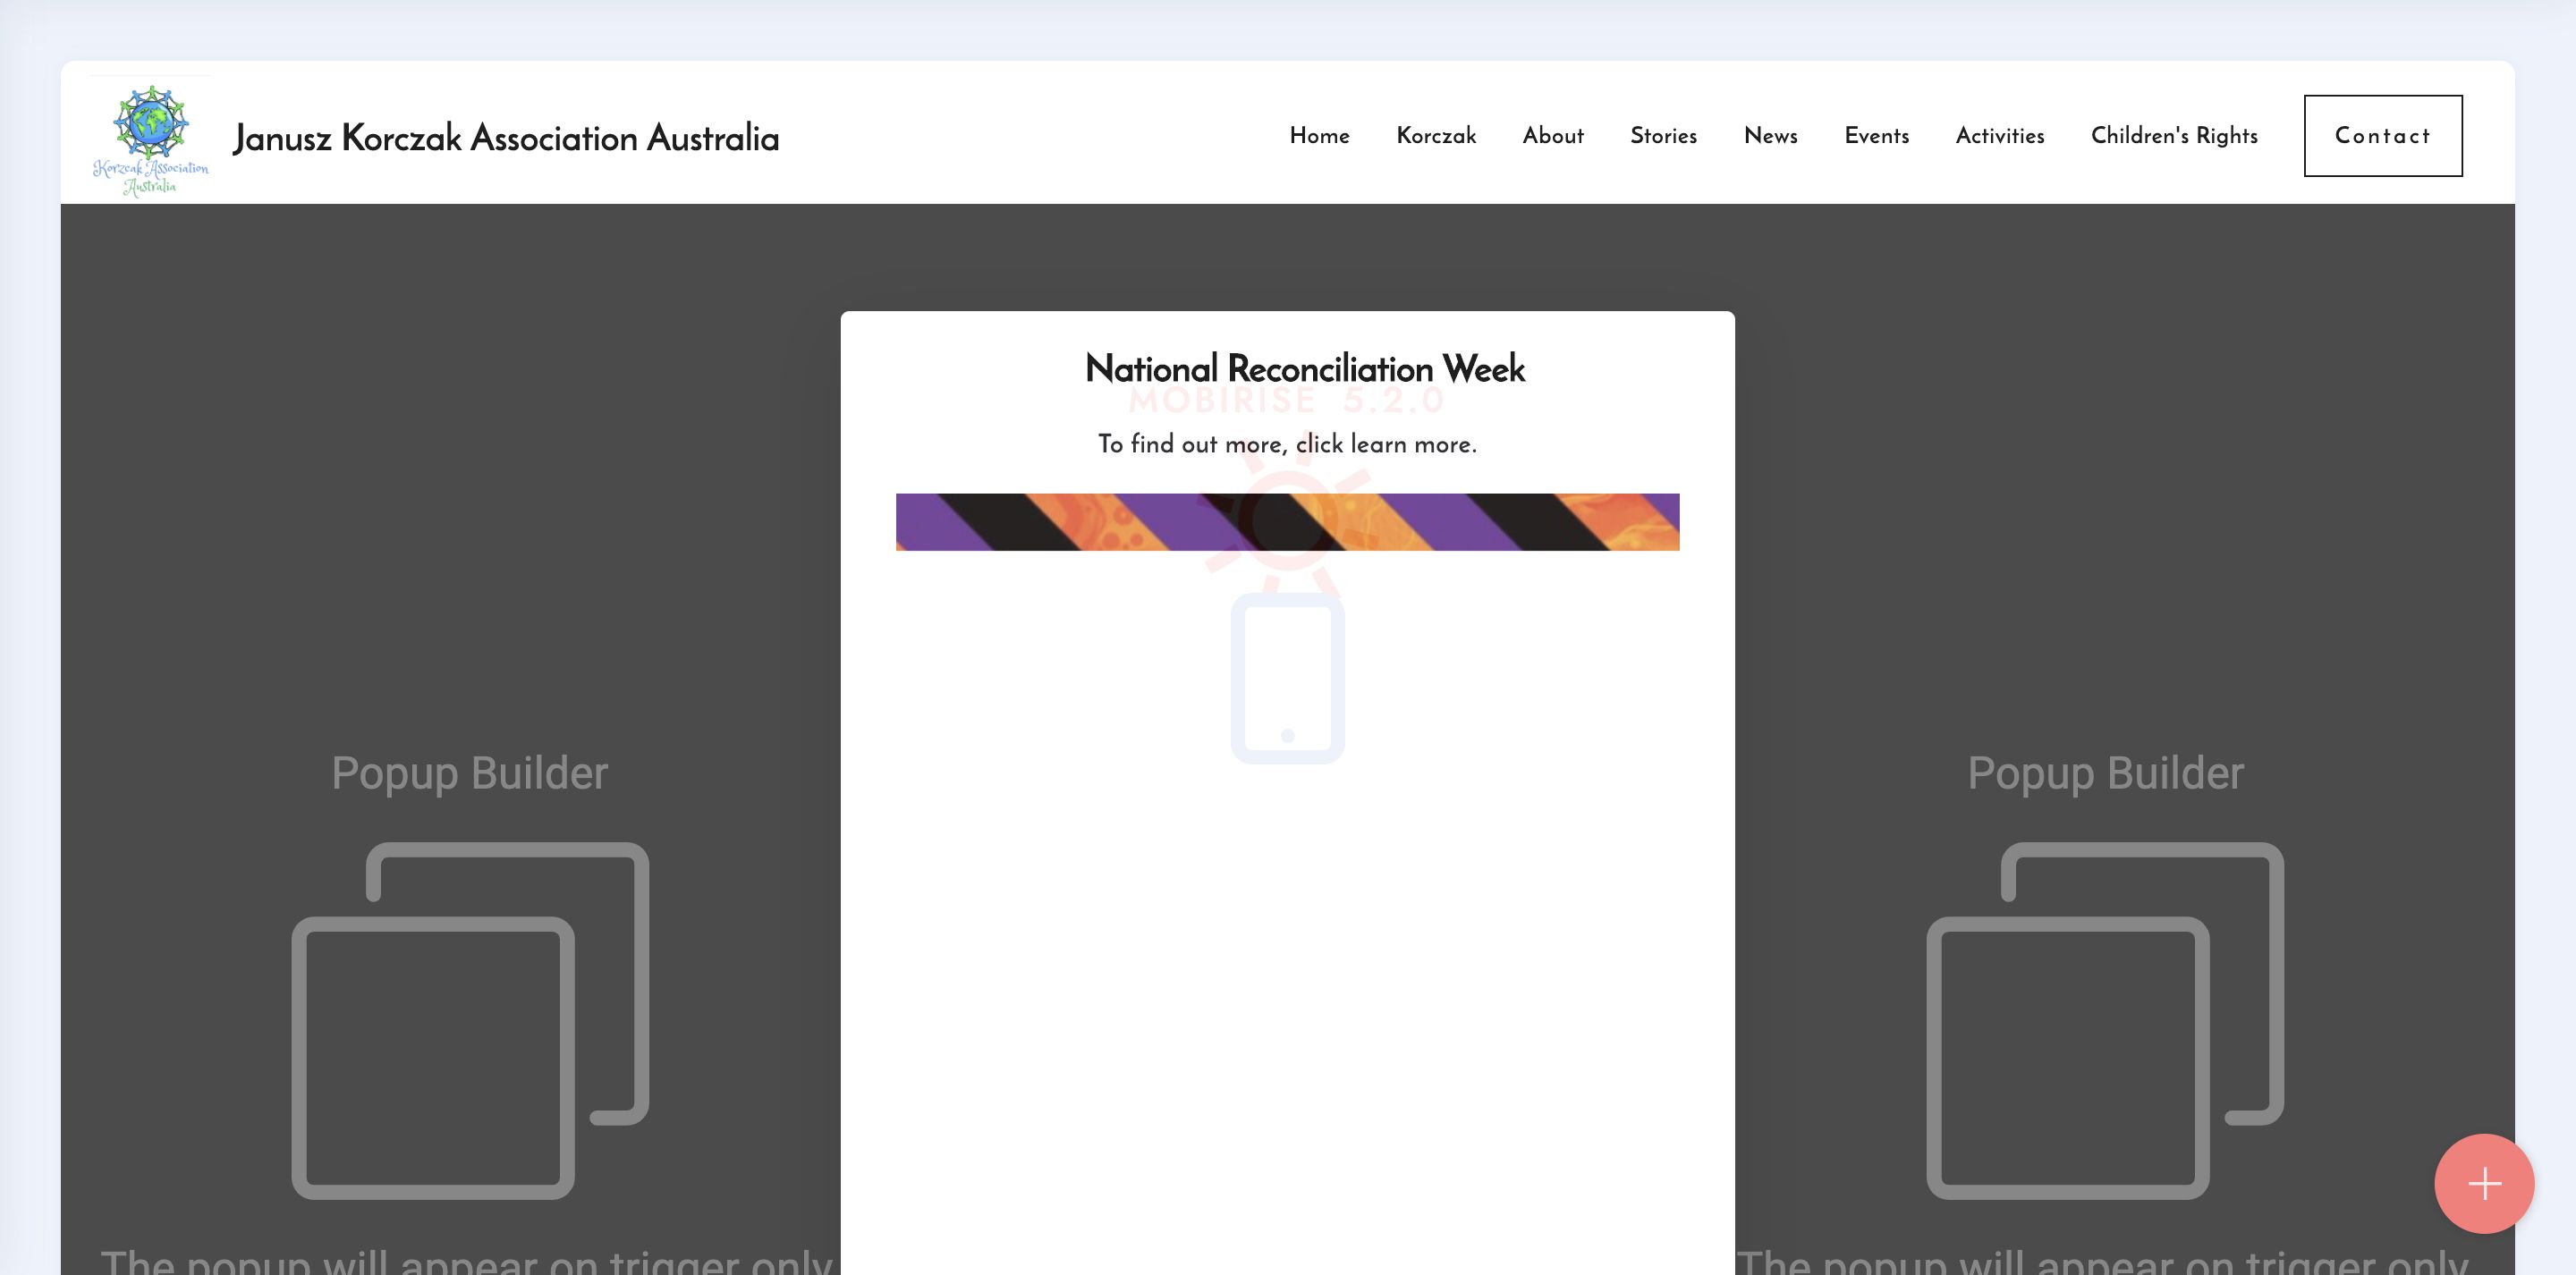 Korzcak Association
Australia
Janusz Korczak Association Australia
Home Korczak About Stories News Events Activities Children's Rights Contact
National Reconciliation Week
MOBIRISE 5.2.0
To find out more, click learn more.
Popup Builder Popup Builder
The popup will appear on trigger only The popup will appear on trigger only